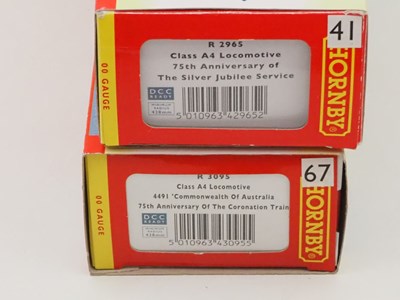 41
R 2965
Class A4 Locomotive
75th Anniversary of
The Silver Jubilee Service
DCC
READY
5 010963 429652
00 GAUGE
HORNBY
67
R 3095
Class A4 Locomotive
4491 'Commonwealth Of Australia
75th Anniversary Of The Coronation Train
DCC
READY
5 010963 430955
00 GAUGE
HORNBY